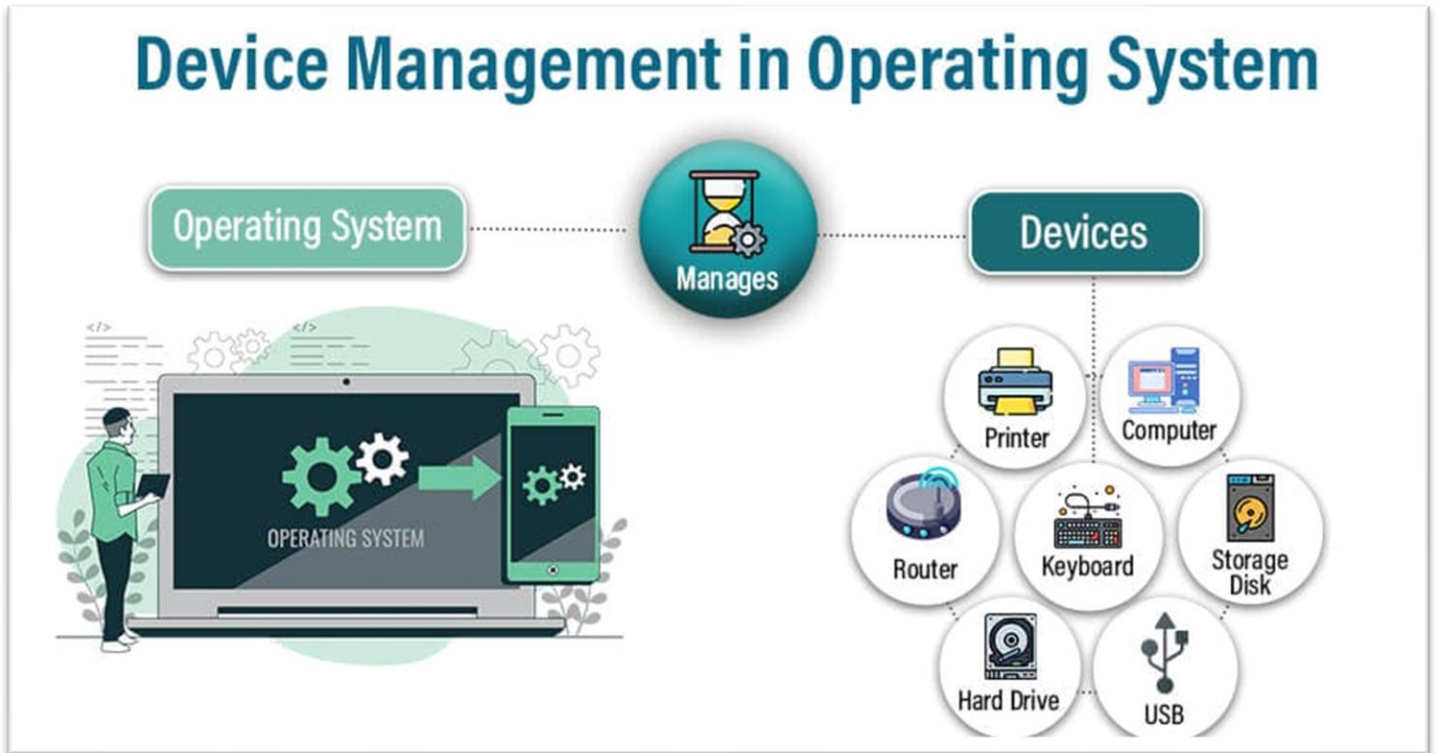 Device Management in Operating System
Operating System
Manages
Devices
</>
</>
OPERATING SYSTEM
Printer
Computer
Router
Keyboard
Storage
Disk
Hard Drive
USB